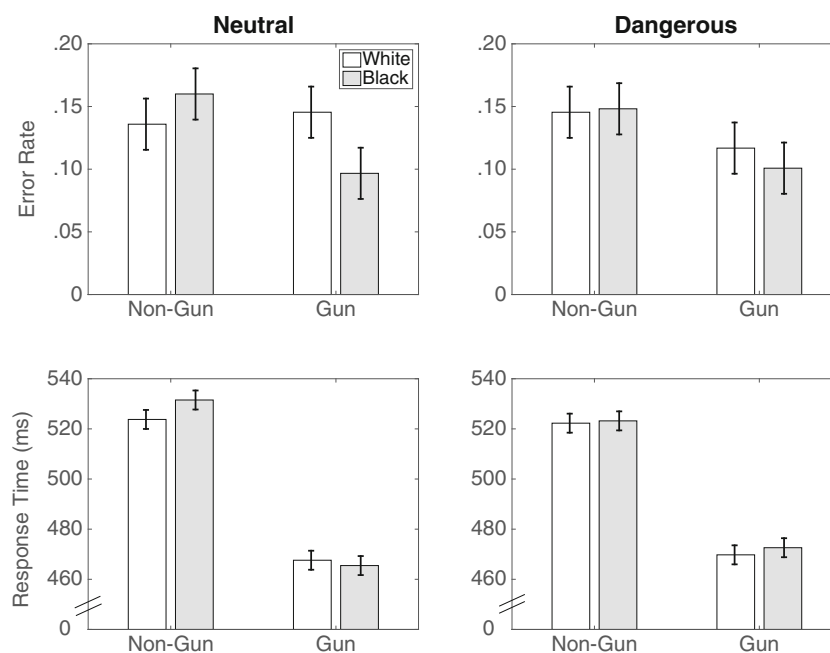 Neutral
Dangerous
Error Rate
.20
.15
.10
.05
0
White
Black
Non-Gun
Gun
.20
.15
.10
.05
0
Non-Gun
Gun
Response Time (ms)
540
520
500
480
460
0
Non-Gun
Gun
540
520
500
480
460
0
Non-Gun
Gun